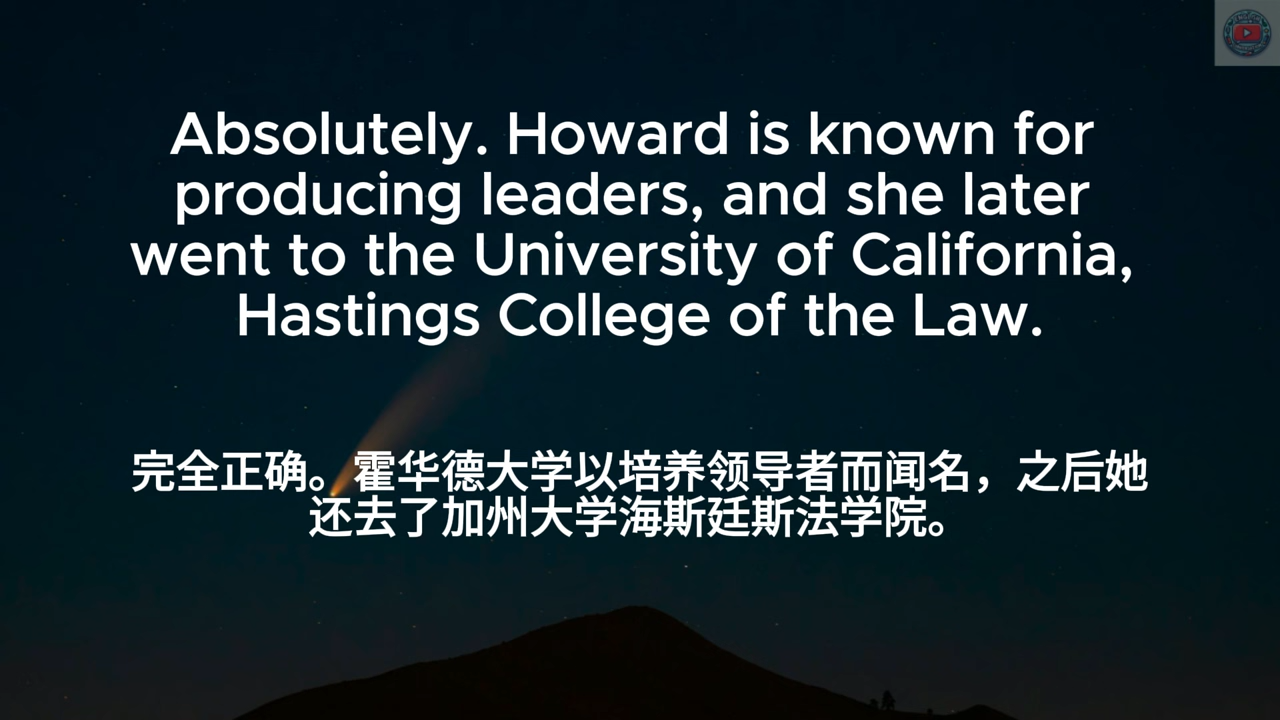 Absolutely. Howard is known for
producing leaders, and she later
went to the University of California,
Hastings College of the Law.
完全正确。霍华德大学以培养领导者而闻名，之后她
还去了加州大学海斯廷斯法学院。